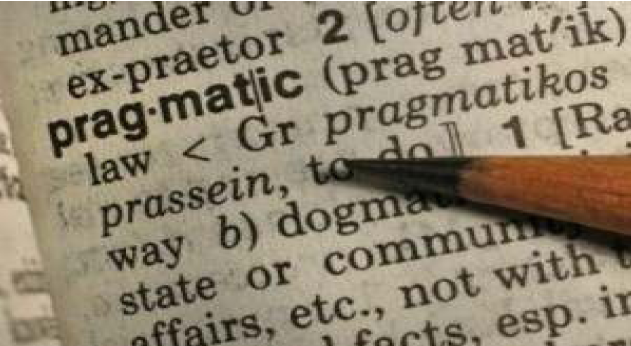 mander or
ex-praetor 2 [often
prag·mat|ic (prag mat′ik)
law < Gr pragmatikos
prassein, to do⟧ 1 [Ra
way b) dogma
state or commun
affairs, etc., not with
facts, esp. in